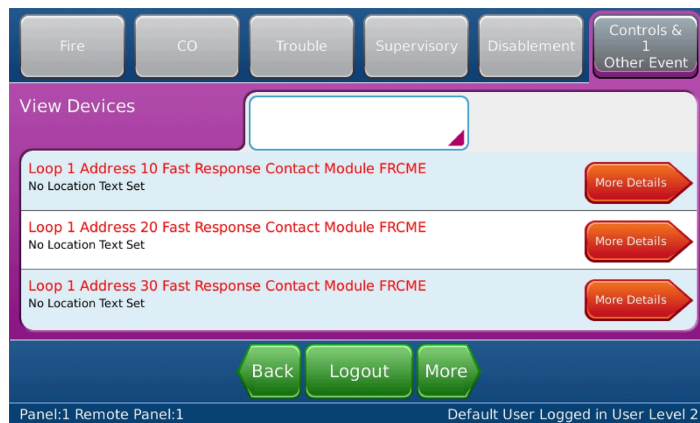 Fire
CO
Trouble
Supervisory
Disablement
Controls &
1
Other Event
View Devices
Loop 1 Address 10 Fast Response Contact Module FRCME
No Location Text Set
More Details
Loop 1 Address 20 Fast Response Contact Module FRCME
No Location Text Set
More Details
Loop 1 Address 30 Fast Response Contact Module FRCME
No Location Text Set
More Details
Back
Logout
More
Panel:1 Remote Panel:1
Default User Logged in User Level 2